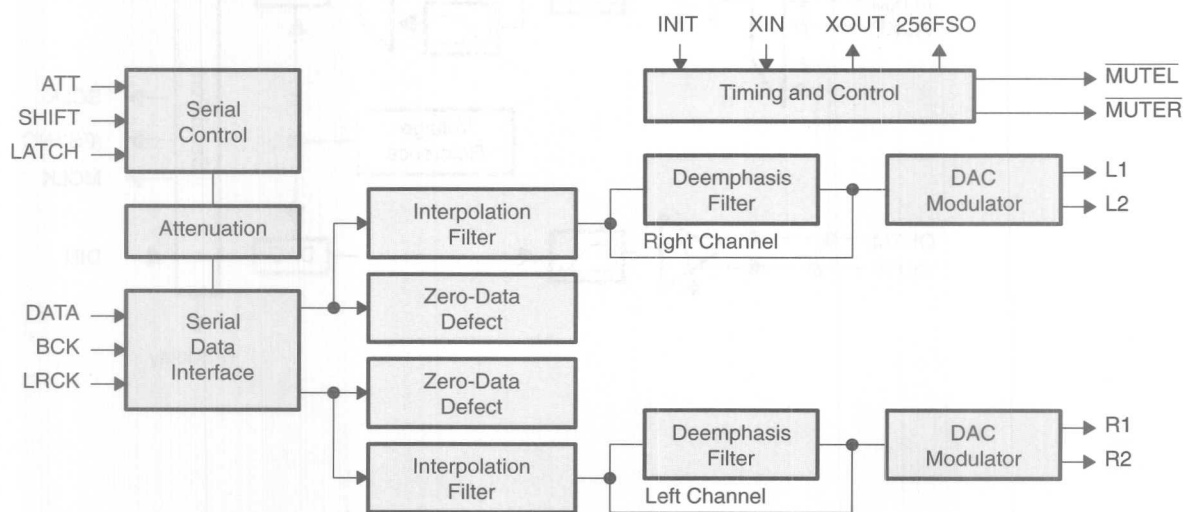 INIT XIN XOUT 256FSO
ATT
SHIFT
LATCH
Serial
Control
Timing and Control
MUTEL
MUTER
Attenuation
Interpolation
Filter
Deemphasis
Filter
Right Channel
DAC
Modulator
L1
L2
DATA
BCK
LRCK
Serial
Data
Interface
Zero-Data
Defect
Zero-Data
Defect
Interpolation
Filter
Deemphasis
Filter
Left Channel
DAC
Modulator
R1
R2